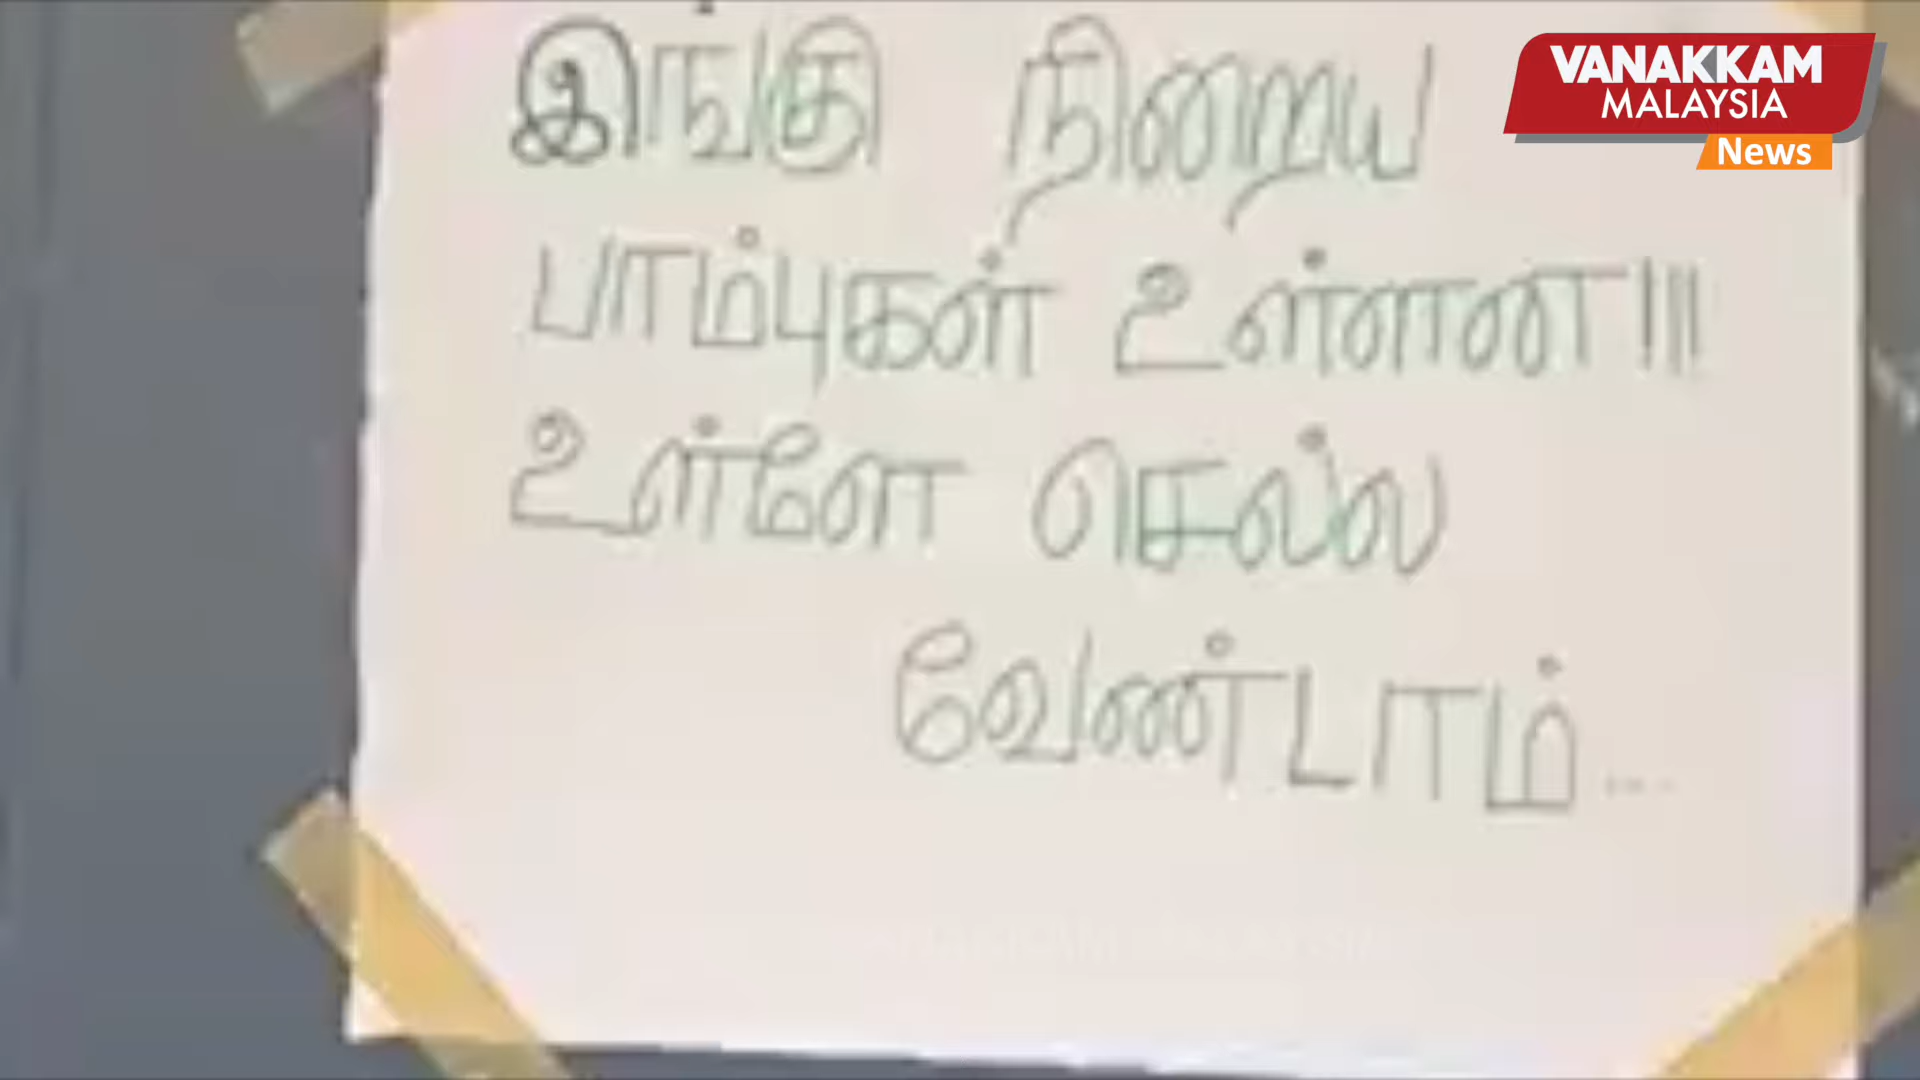 இங்கு நிறைய
பாம்புகள் உள்ளன!!!
உள்ளே செல்ல
வேண்டாம்...
VANAKKAM
MALAYSIA
News